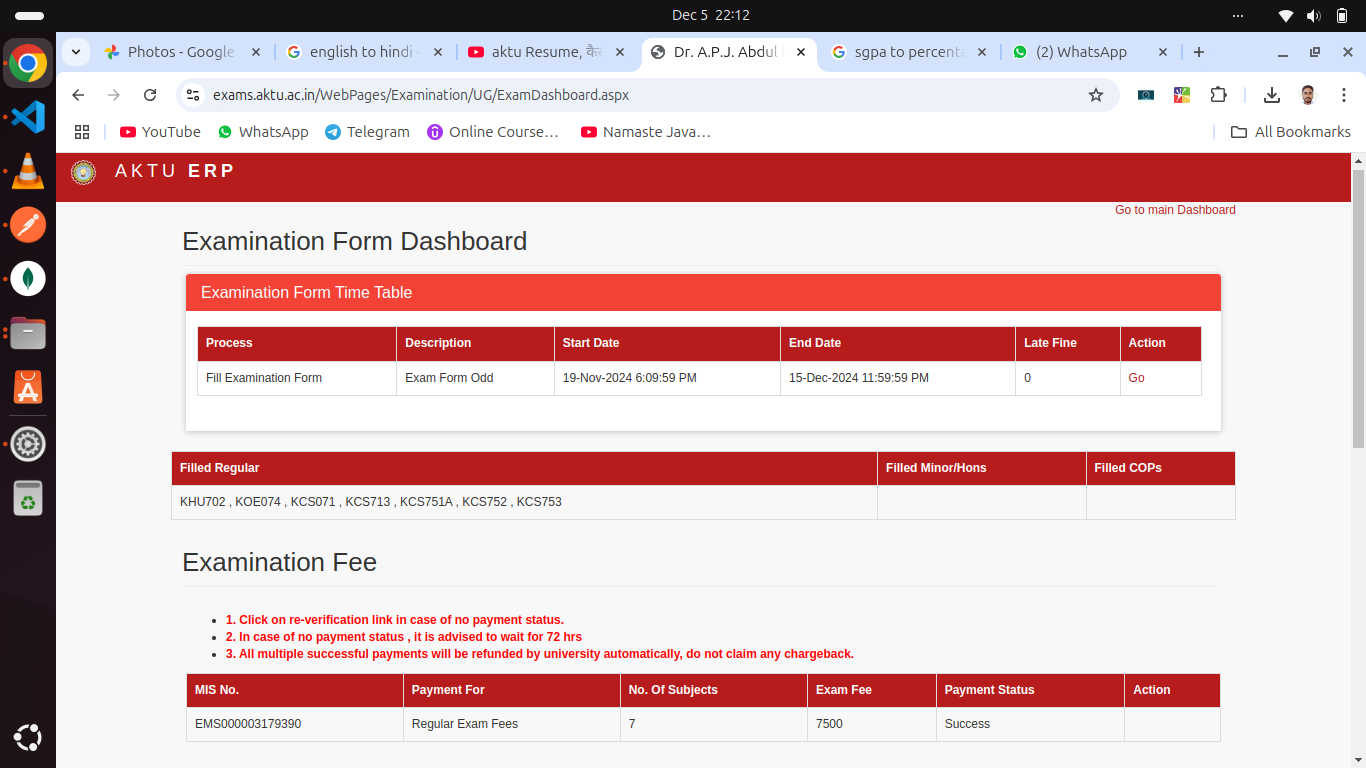 Dec 5 22:12
Photos - Google
english to hindi -
aktu Resume, कैस
Dr. A.P.J. Abdul
sgpa to percenta
(2) WhatsApp
exams.aktu.ac.in/WebPages/Examination/UG/ExamDashboard.aspx
YouTube WhatsApp Telegram Online Course… Namaste Java… All Bookmarks
AKTU ERP
Go to main Dashboard
Examination Form Dashboard
Examination Form Time Table
Process Description Start Date End Date Late Fine Action
Fill Examination Form Exam Form Odd 19-Nov-2024 6:09:59 PM 15-Dec-2024 11:59:59 PM 0 Go
Filled Regular Filled Minor/Hons Filled COPs
KHU702 , KOE074 , KCS071 , KCS713 , KCS751A , KCS752 , KCS753
Examination Fee
1. Click on re-verification link in case of no payment status.
2. In case of no payment status , it is advised to wait for 72 hrs
3. All multiple successful payments will be refunded by university automatically, do not claim any chargeback.
MIS No. Payment For No. Of Subjects Exam Fee Payment Status Action
EMS000003179390 Regular Exam Fees 7 7500 Success